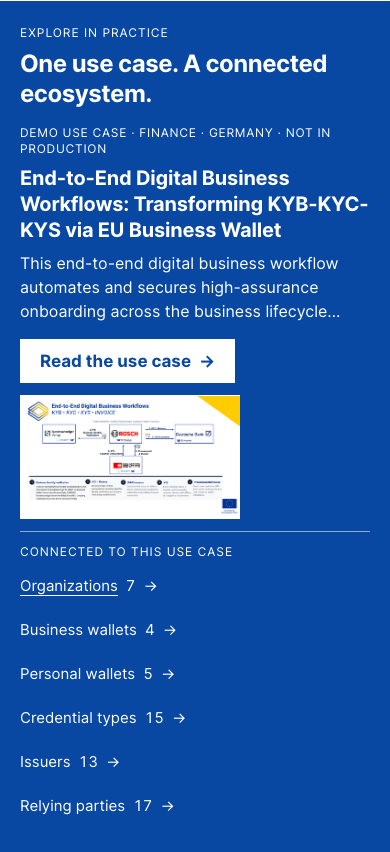 EXPLORE IN PRACTICE
One use case. A connected
ecosystem.
DEMO USE CASE · FINANCE · GERMANY · NOT IN
PRODUCTION
End-to-End Digital Business
Workflows: Transforming KYB-KYC-
KYS via EU Business Wallet
This end-to-end digital business workflow
automates and secures high-assurance
onboarding across the business lifecycle...
Read the use case →
End-to-End Digital Business Workflows
KYB • KYC • KYS • INVOICE
BOSCH
CONNECTED TO THIS USE CASE
Organizations 7 →
Business wallets 4 →
Personal wallets 5 →
Credential types 15 →
Issuers 13 →
Relying parties 17 →